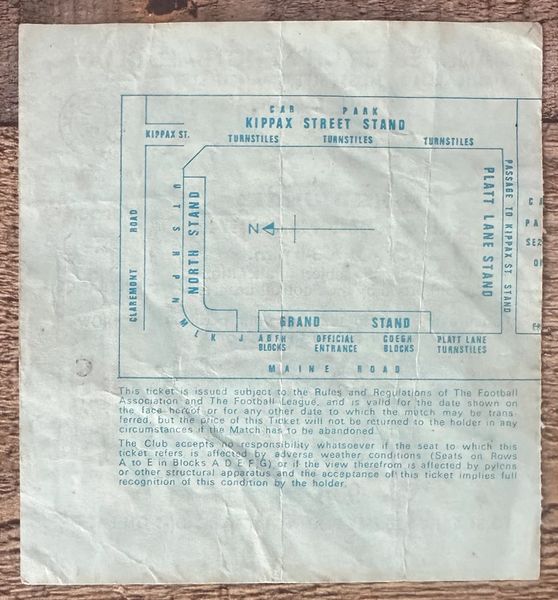 CAR PARK
KIPPAX STREET STAND
KIPPAX ST.
TURNSTILES TURNSTILES TURNSTILES
CLAREMONT ROAD
U T S R P N M L K J
NORTH STAND
N
PLATT LANE STAND
PASSAGE TO KIPPAX ST. STAND
GRAND STAND
BLOCKS
OFFICIAL
ENTRANCE
BLOCKS
PLATT LANE
TURNSTILES
MAINE ROAD
This ticket is issued subject to the Rules and Regulations of The Football
Association and The Football League, and is valid for the date shown on
the face hereof or for any other date to which the match may be trans-
ferred, but the price of this Ticket will not be returned to the holder in any
circumstances if the Match has to be abandoned
The Club accepts no responsibility whatsoever if the seat to which this
ticket refers is affected by adverse weather conditions (Seats on Rows
A to E in Blocks A D E F G) or if the view therefrom is affected by pylons
or other structural apparatus and the acceptance of this ticket implies full
recognition of this condition by the holder.